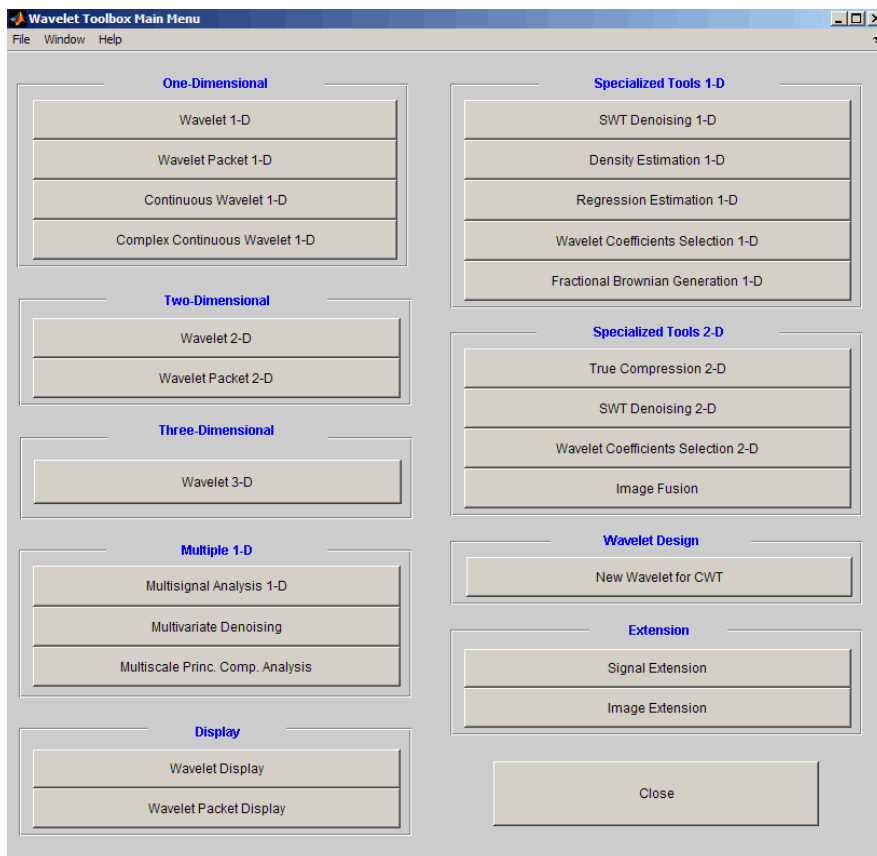 Wavelet Toolbox Main Menu
File Window Help
One-Dimensional
Wavelet 1-D
Wavelet Packet 1-D
Continuous Wavelet 1-D
Complex Continuous Wavelet 1-D
Two-Dimensional
Wavelet 2-D
Wavelet Packet 2-D
Three-Dimensional
Wavelet 3-D
Multiple 1-D
Multisignal Analysis 1-D
Multivariate Denoising
Multiscale Princ. Comp. Analysis
Display
Wavelet Display
Wavelet Packet Display
Specialized Tools 1-D
SWT Denoising 1-D
Density Estimation 1-D
Regression Estimation 1-D
Wavelet Coefficients Selection 1-D
Fractional Brownian Generation 1-D
Specialized Tools 2-D
True Compression 2-D
SWT Denoising 2-D
Wavelet Coefficients Selection 2-D
Image Fusion
Wavelet Design
New Wavelet for CWT
Extension
Signal Extension
Image Extension
Close